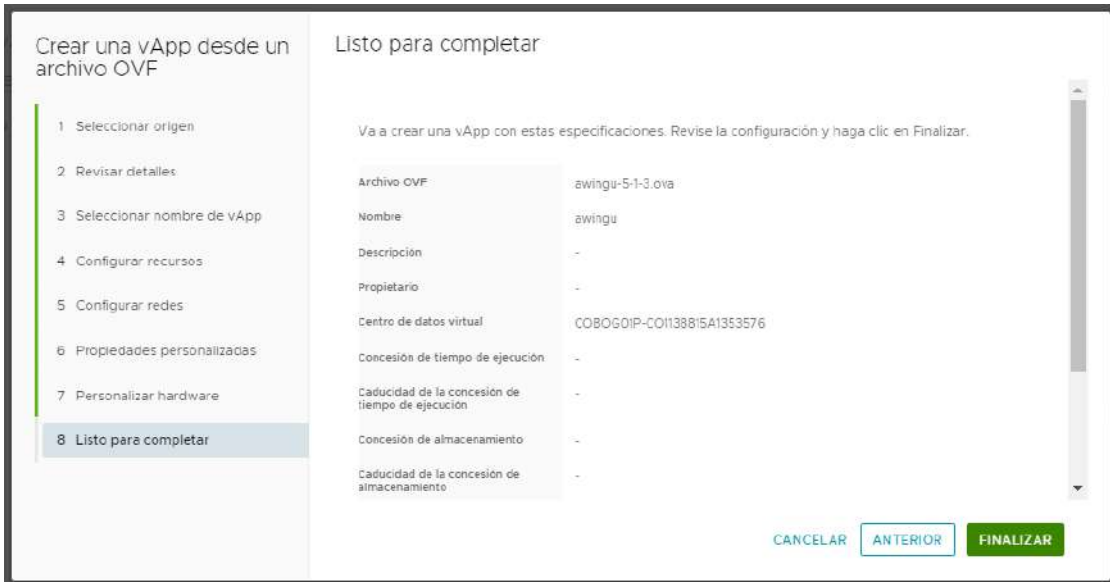 Crear una vApp desde un
archivo OVF
1 Seleccionar origen
2 Revisar detalles
3 Seleccionar nombre de vApp
4 Configurar recursos
5 Configurar redes
6 Propiedades personalizadas
7 Personalizar hardware
8 Listo para completar
Listo para completar
Va a crear una vApp con estas especificaciones. Revise la configuración y haga clic en Finalizar.
Archivo OVF awingu-5-1-3.ova
Nombre awingu
Descripción -
Propietario -
Centro de datos virtual COBOG01P-CO1138815A1353576
Concesión de tiempo de ejecución -
Caducidad de la concesión de -
tiempo de ejecución
Concesión de almacenamiento -
Caducidad de la concesión de -
almacenamiento
CANCELAR ANTERIOR FINALIZAR